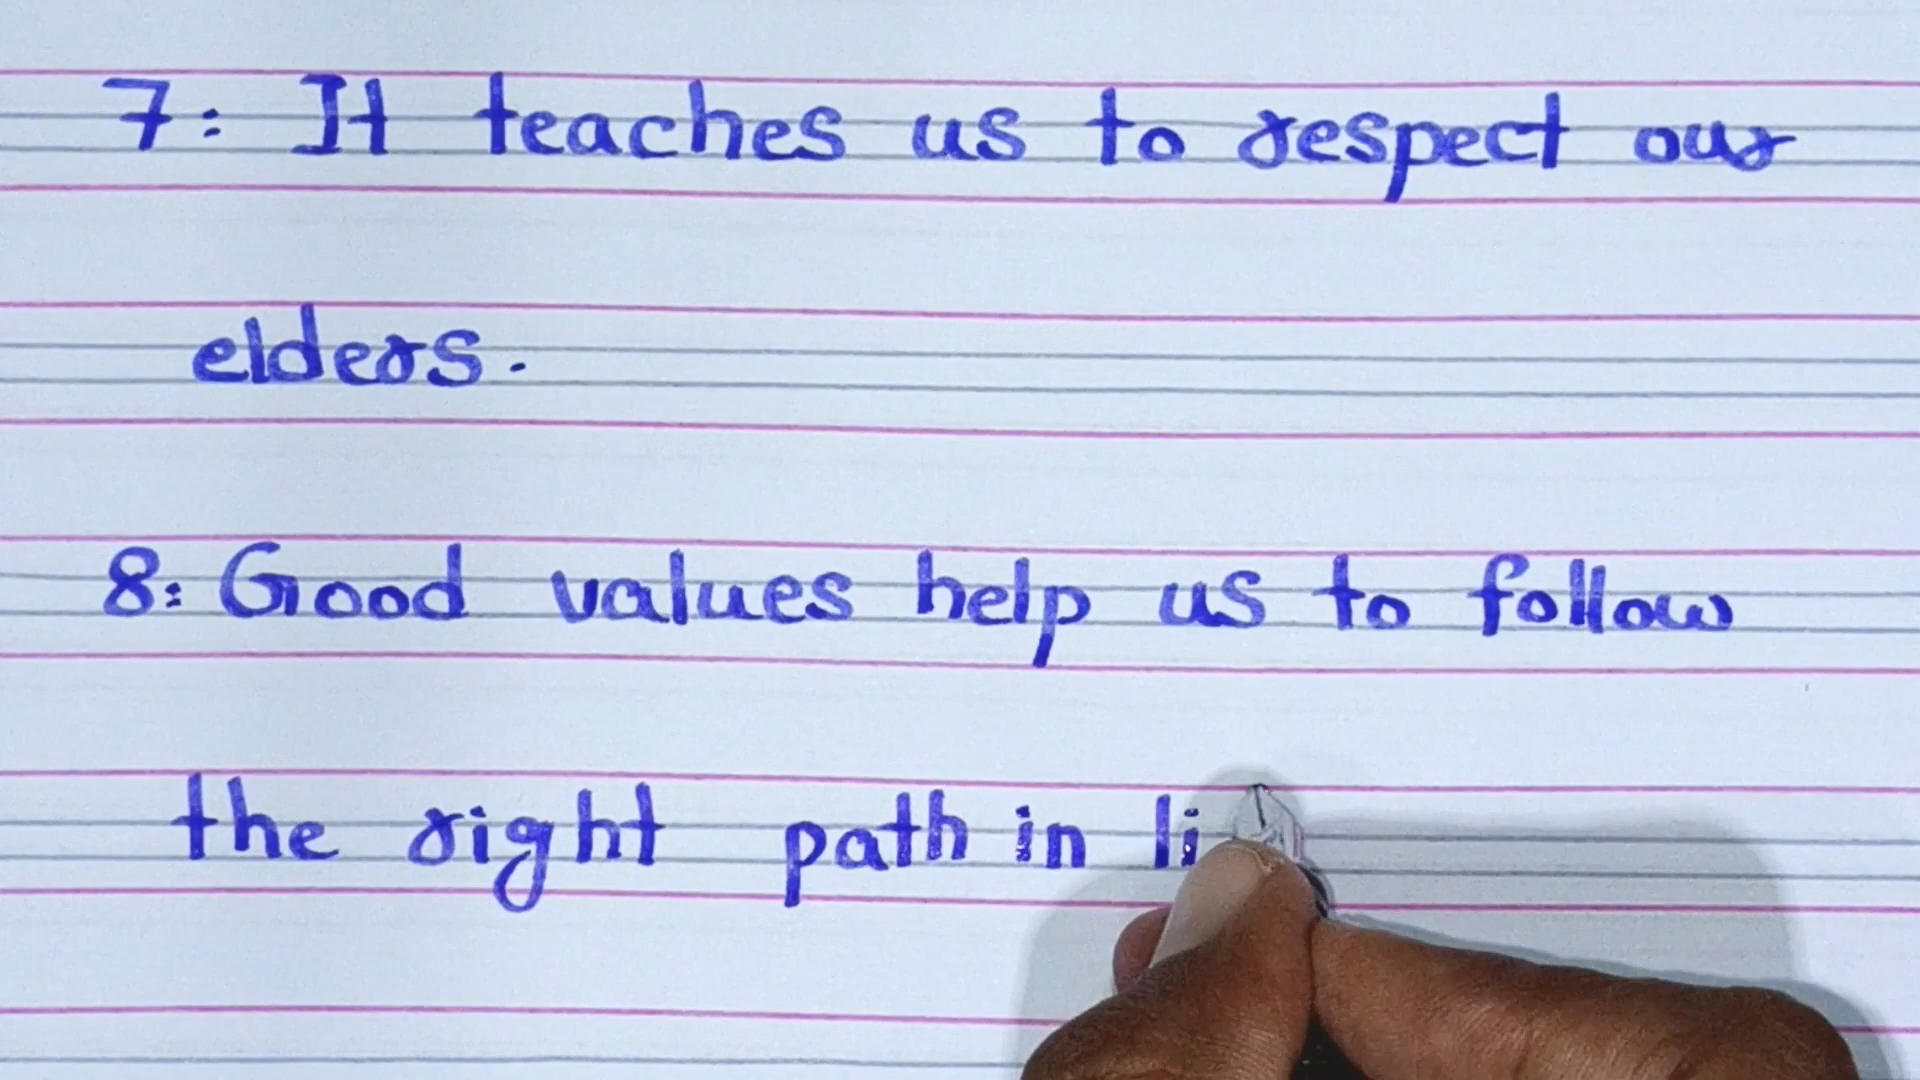 7: It teaches us to respect our
elders.
8: Good values help us to follow
the right path in li